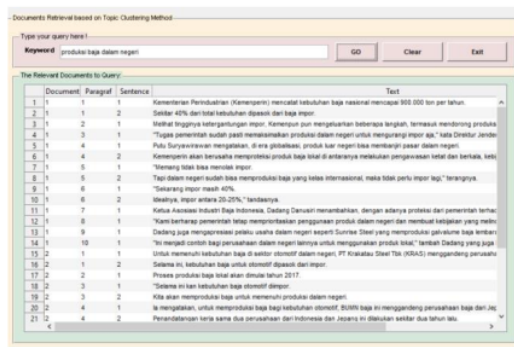 Documents Retrieval based on Topic Clustering Method
Type your query here !
Keyword produksi baja dalam negeri GO Clear Exit
The Relevant Documents to Query:
Document Paragraf Sentence Text
1 1 1 1 Kementerian Perindustrian (Kemenperin) mencatat kebutuhan baja nasional mencapai 900.000 ton per tahun.
2 1 1 2 Sekitar 40% dari total kebutuhan dipasok dari baja impor.
3 1 2 1 Melihat tingginya ketergantungan impor, Kemenperin pun mengeluarkan beberapa langkah, termasuk mendorong produks
4 1 3 1 "Tugas pemerintah sudah pasti memaksimalkan produksi dalam negeri untuk mengurangi impor aja," kata Direktur Jender
5 1 4 1 Putu Suryawirawan mengatakan, di era globalisasi, produk luar negeri bisa membanjiri pasar dalam negeri.
6 1 4 2 Kemenperin akan berusaha memproteksi produk baja lokal di antaranya melakukan pengawasan ketat dan berkala, kebij
7 1 5 1 "Memang tidak bisa menolak impor.
8 1 5 2 Tapi dalam negeri sudah bisa memproduksi baja yang kelas internasional, maka tidak perlu impor lagi," terangnya.
9 1 6 1 "Sekarang impor masih 40%.
10 1 6 2 Idealnya, impor antara 20-25%," tandasnya.
11 1 7 1 Ketua Asosiasi Industri Baja Indonesia, Dadang Danusiri menambahkan, dengan adanya proteksi dari pemerintah terhad
12 1 8 1 "Kami berharap pemerintah tetap memprioritaskan penggunaan produk dalam negeri dan membuat kebijakan yang melin
13 1 9 1 Dadang juga mengapresiasi pelaku usaha dalam negeri seperti Sunrise Steel yang memproduksi galvalume baja lembara
14 1 10 1 "Ini menjadi contoh bagi perusahaan dalam negeri lainnya untuk menggunakan produk lokal," tambah Dadang yang juga
15 2 1 1 Untuk memenuhi kebutuhan baja di sektor otomotif dalam negeri, PT Krakatau Steel Tbk (KRAS) menggandeng perusaha
16 2 1 2 Selama ini, kebutuhan baja untuk otomotif dipasok dari impor.
17 2 2 1 Proses produksi baja lokal akan dimulai tahun 2017.
18 2 3 1 "Selama ini kan kebutuhan baja otomotif diimpor.
19 2 3 2 Kita akan memproduksi baja untuk memenuhi produksi dalam negeri.
20 2 4 1 Ia mengatakan, untuk memproduksi baja bagi kebutuhan otomotif, BUMN baja ini menggandeng perusahaan baja dari Jep
21 2 4 2 Penandatangan kerja sama dua perusahaan dari Indonesia dan Jepang ini dilakukan sekitar dua tahun lalu.